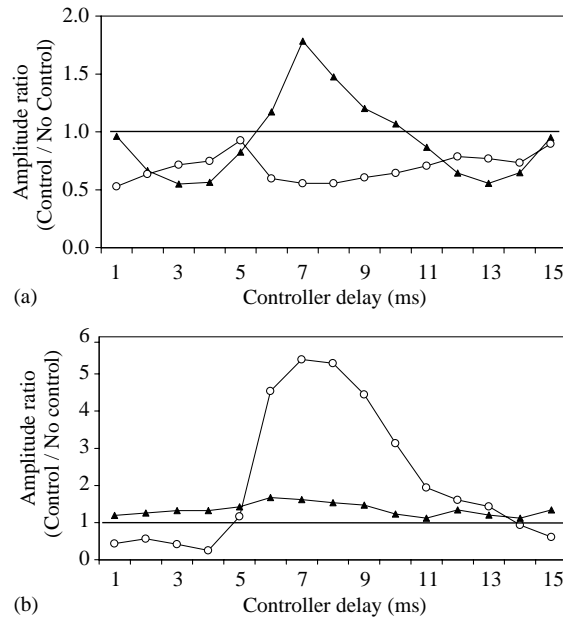 2.0
1.5
1.0
0.5
0.0
Amplitude ratio
(Control / No Control)
1 3 5 7 9 11 13 15
(a)
Controller delay (ms)
6
5
4
3
2
1
0
Amplitude ratio
(Control / No control)
1 3 5 7 9 11 13 15
(b)
Controller delay (ms)